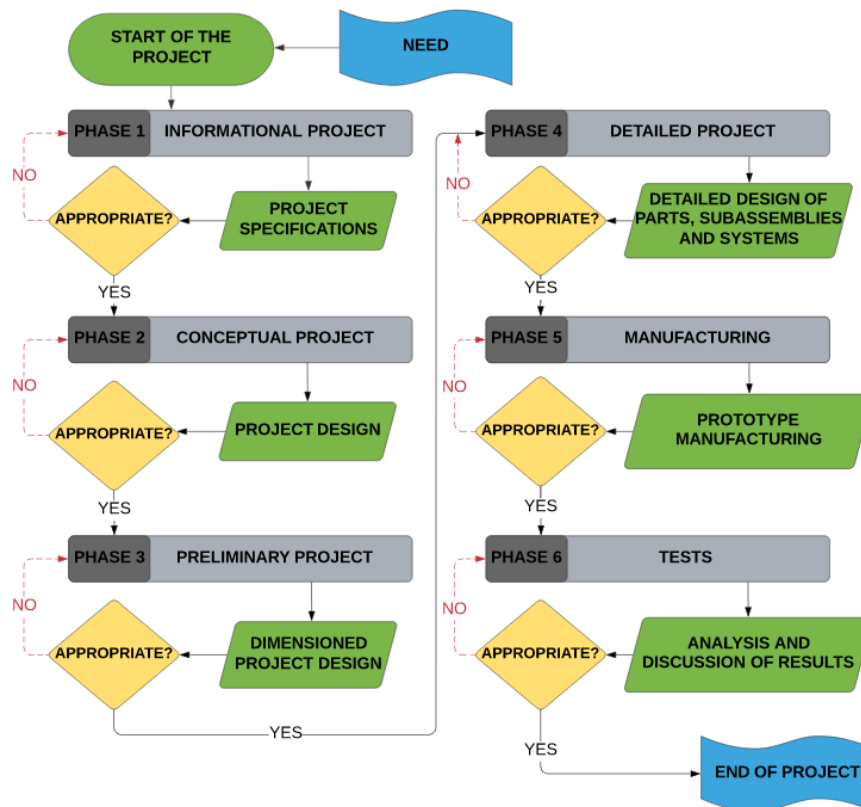 START OF THE
PROJECT
NEED
PHASE 1
INFORMATIONAL PROJECT
NO
APPROPRIATE?
PROJECT
SPECIFICATIONS
YES
PHASE 2
CONCEPTUAL PROJECT
NO
APPROPRIATE?
PROJECT DESIGN
YES
PHASE 3
PRELIMINARY PROJECT
NO
APPROPRIATE?
DIMENSIONED
PROJECT DESIGN
YES
PHASE 4
DETAILED PROJECT
NO
APPROPRIATE?
DETAILED DESIGN OF
PARTS, SUBASSEMBLIES
AND SYSTEMS
YES
PHASE 5
MANUFACTURING
NO
APPROPRIATE?
PROTOTYPE
MANUFACTURING
YES
PHASE 6
TESTS
NO
APPROPRIATE?
ANALYSIS AND
DISCUSSION OF RESULTS
YES
END OF PROJECT